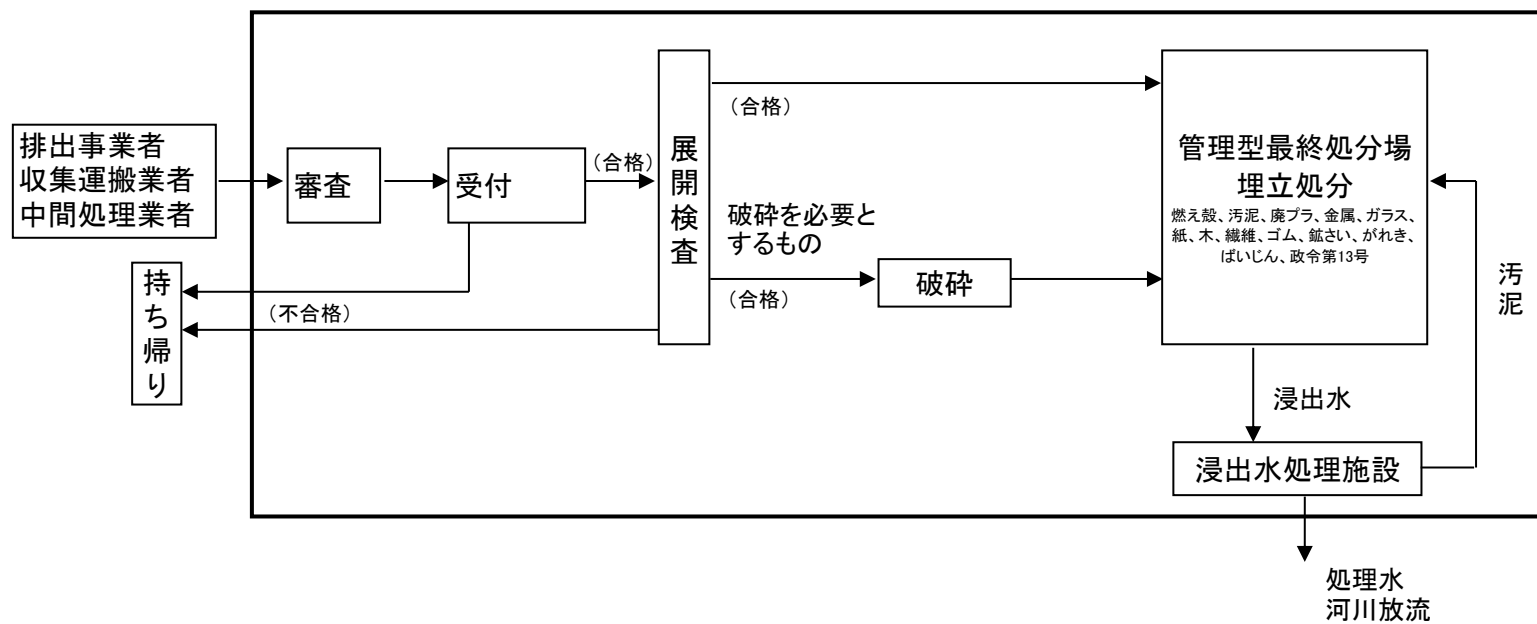 排出事業者
収集運搬業者
中間処理業者
審査
受付
(合格)
展開検査
(合格)
破砕を必要と
するもの
(合格)
破砕
管理型最終処分場
埋立処分
燃え殻、汚泥、廃プラ、金属、ガラス、
紙、木、繊維、ゴム、鉱さい、がれき、
ばいじん、政令第13号
汚泥
持ち帰り
(不合格)
浸出水
浸出水処理施設
処理水
河川放流